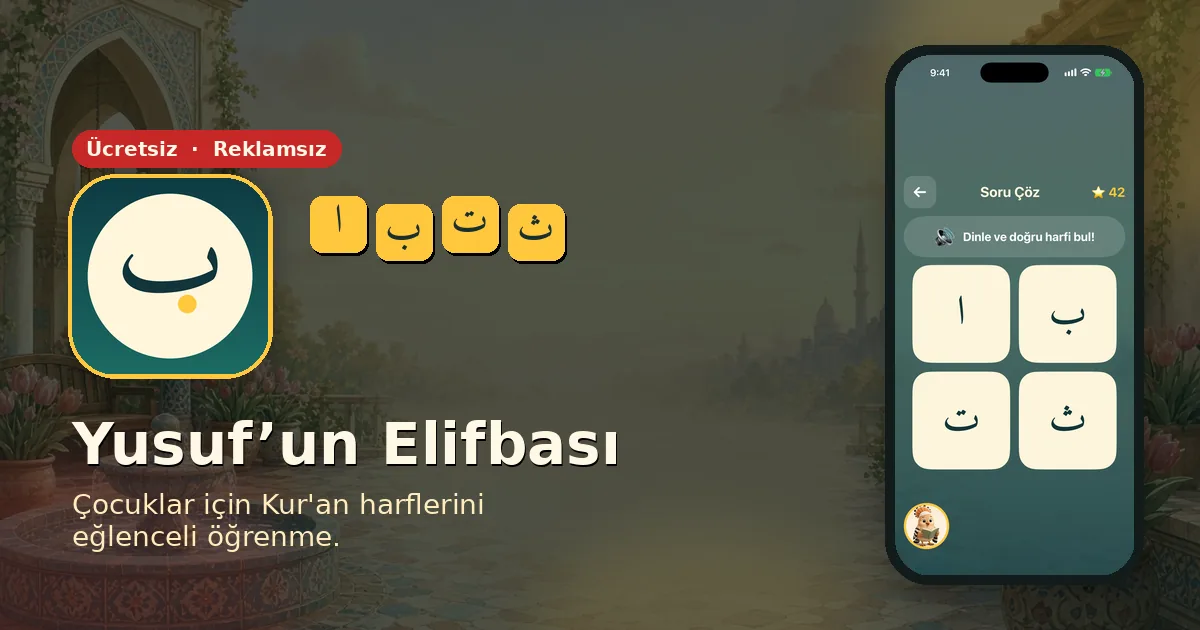 Ücretsiz · Reklamsız
ب
ا ب ت ث
Yusuf’un Elifbası
Çocuklar için Kur'an harflerini
eğlenceli öğrenme.
9:41
Soru Çöz
42
Dinle ve doğru harfi bul!
ا ب
ت ث